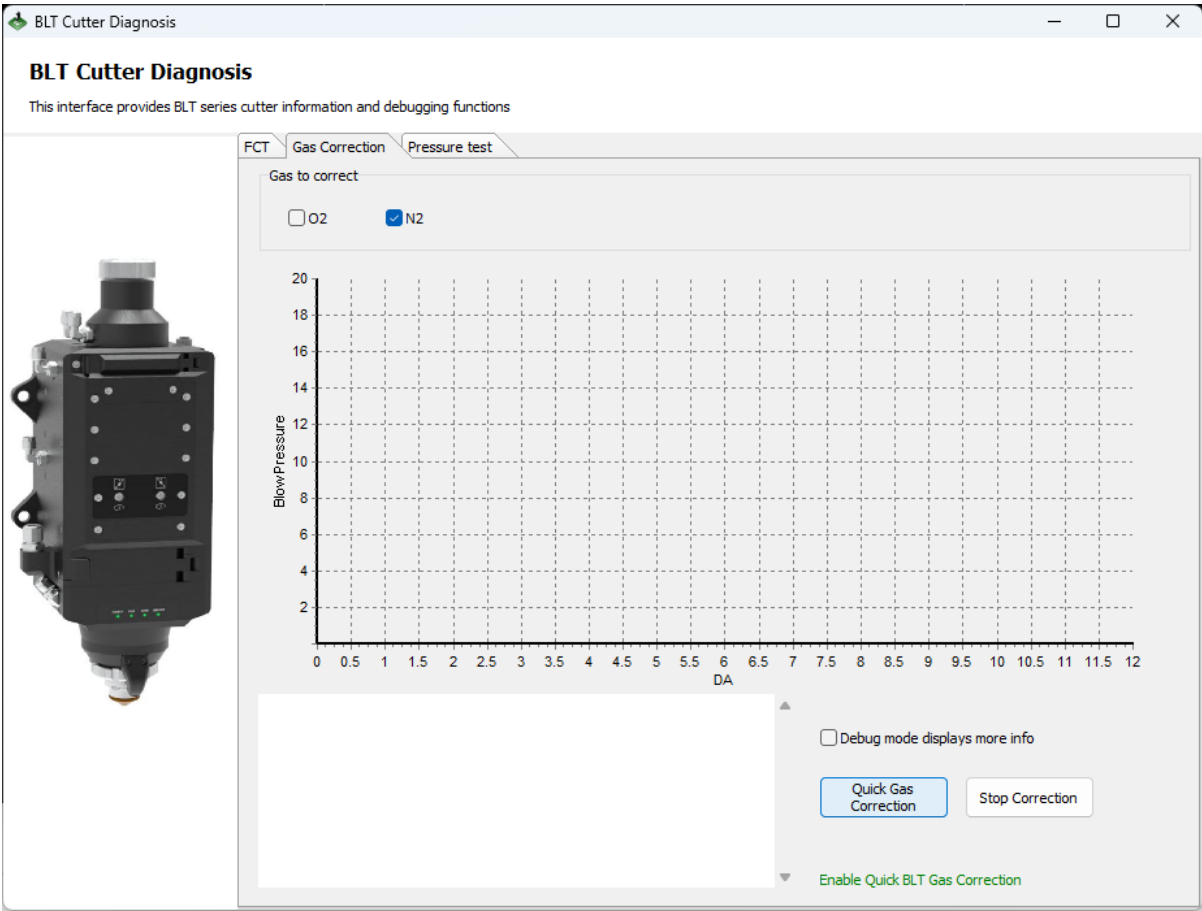 BLT Cutter Diagnosis
BLT Cutter Diagnosis
This interface provides BLT series cutter information and debugging functions
FCT Gas Correction Pressure test
Gas to correct
O2 N2
20
18
16
14
12
10
8
6
4
2
BlowPressure
0 0.5 1 1.5 2 2.5 3 3.5 4 4.5 5 5.5 6 6.5 7 7.5 8 8.5 9 9.5 10 10.5 11 11.5 12
DA
Debug mode displays more info
Quick Gas
Correction
Stop Correction
Enable Quick BLT Gas Correction